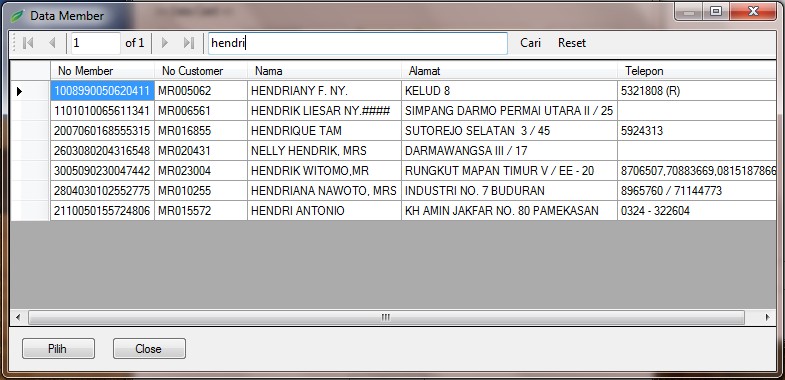 Data Member
1 of 1 hendri Cari Reset
No Member No Customer Nama Alamat Telepon
1008990050620411 MR005062 HENDRIANY F. NY. KELUD 8 5321808 (R)
1101010065611341 MR006561 HENDRIK LIESAR NY.#### SIMPANG DARMO PERMAI UTARA II / 25
2007060168555315 MR016855 HENDRIQUE TAM SUTOREJO SELATAN 3 / 45 5924313
2603080204316548 MR020431 NELLY HENDRIK, MRS DARMAWANGSA III / 17
3005090230047442 MR023004 HENDRIK WITOMO,MR RUNGKUT MAPAN TIMUR V / EE - 20 8706507,70883669,0815187866
2804030102552775 MR010255 HENDRIANA NAWOTO, MRS INDUSTRI NO. 7 BUDURAN 8965760 / 71144773
2110050155724806 MR015572 HENDRI ANTONIO KH AMIN JAKFAR NO. 80 PAMEKASAN 0324 - 322604
Pilih Close